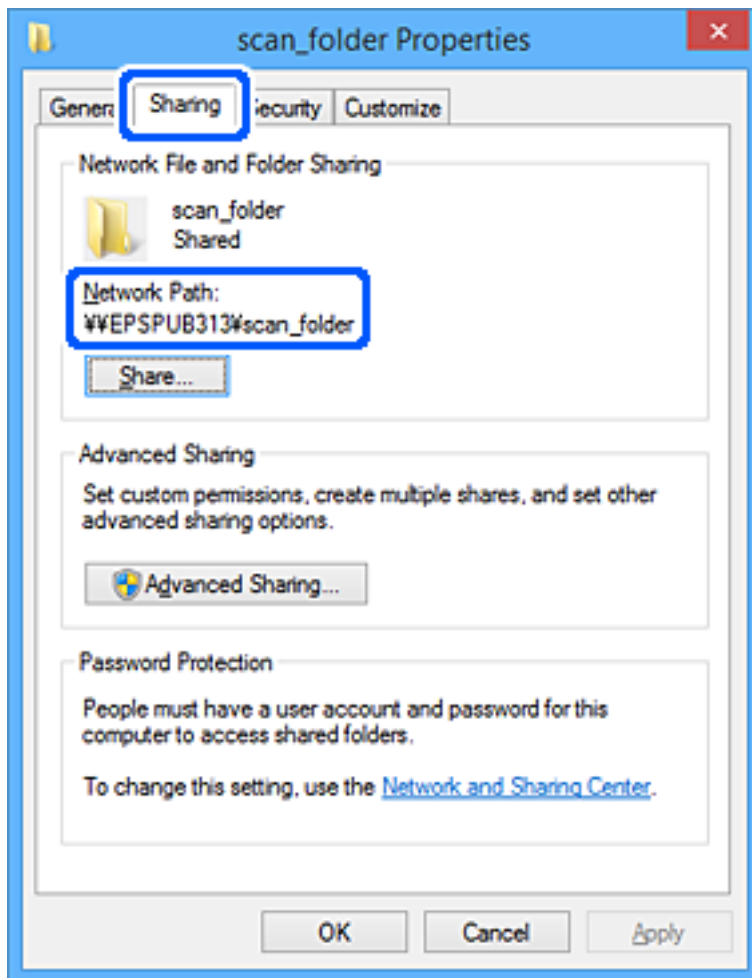 scan_folder Properties
General Sharing Security Customize
Network File and Folder Sharing
scan_folder
Shared
Network Path:
¥¥EPSPUB313¥scan_folder
Share...
Advanced Sharing
Set custom permissions, create multiple shares, and set other
advanced sharing options.
Advanced Sharing...
Password Protection
People must have a user account and password for this
computer to access shared folders.
To change this setting, use the Network and Sharing Center.
OK Cancel Apply